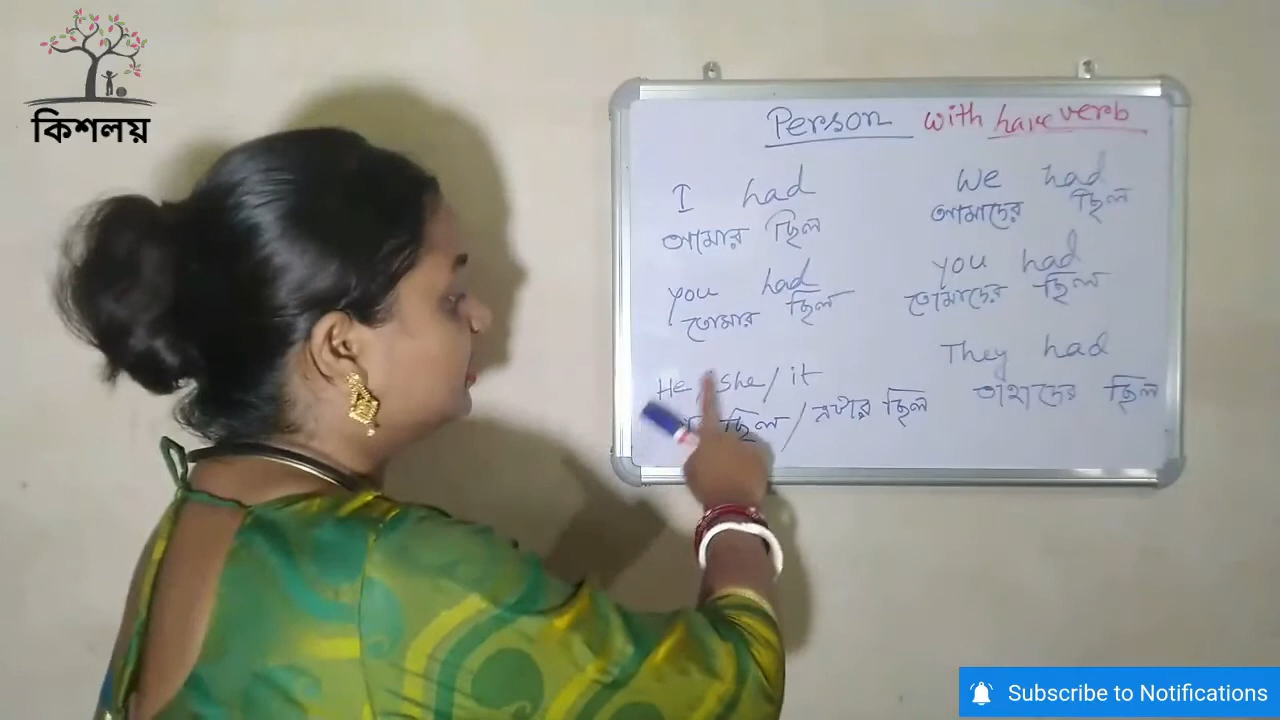 কিশলয়
Person with have verb
I had
আমার ছিল
you had
তোমার ছিল
He / she / it
ছিল / এটার ছিল
We had
আমাদের ছিল
you had
তোমাদের ছিল
They had
তাহাদের ছিল
Subscribe to Notifications